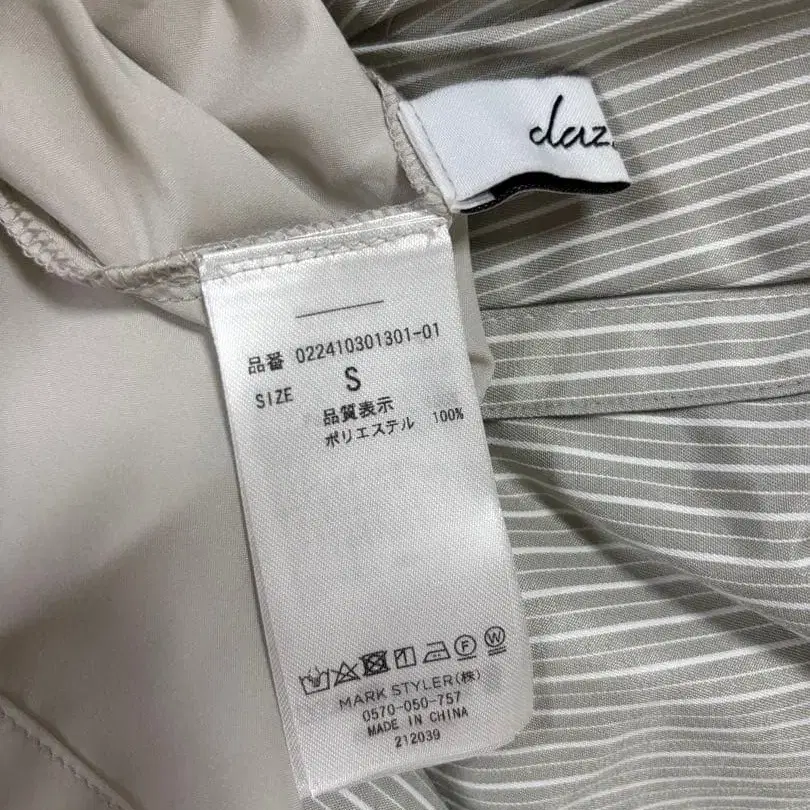 daz
品番 022410301301-01
SIZE S
品質表示
ポリエステル 100%
F W
MARK STYLER(株)
0570-050-757
MADE IN CHINA
212039